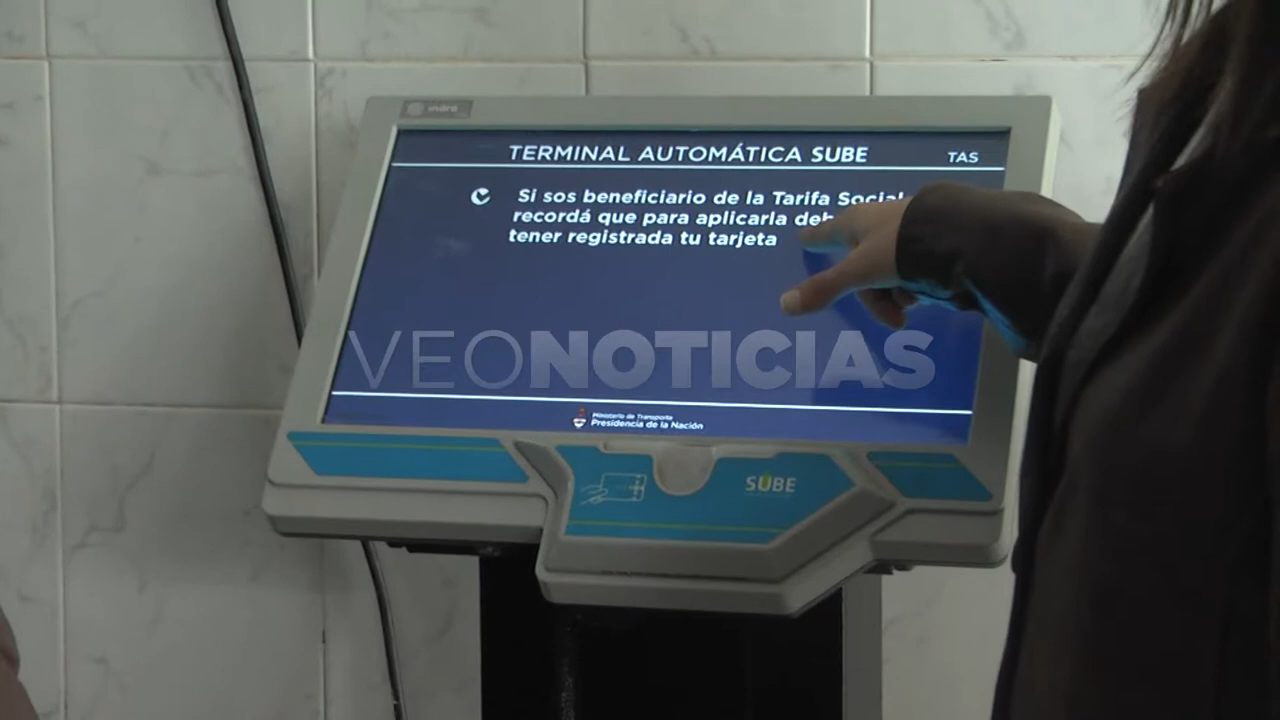 indra
TERMINAL AUTOMÁTICA SUBE
TAS
Si sos beneficiario de la Tarifa Social
recordá que para aplicarla
tener registrada tu tarjeta
VEONOTICIAS
Ministerio de Transporte
Presidencia de la Nación
SUBE